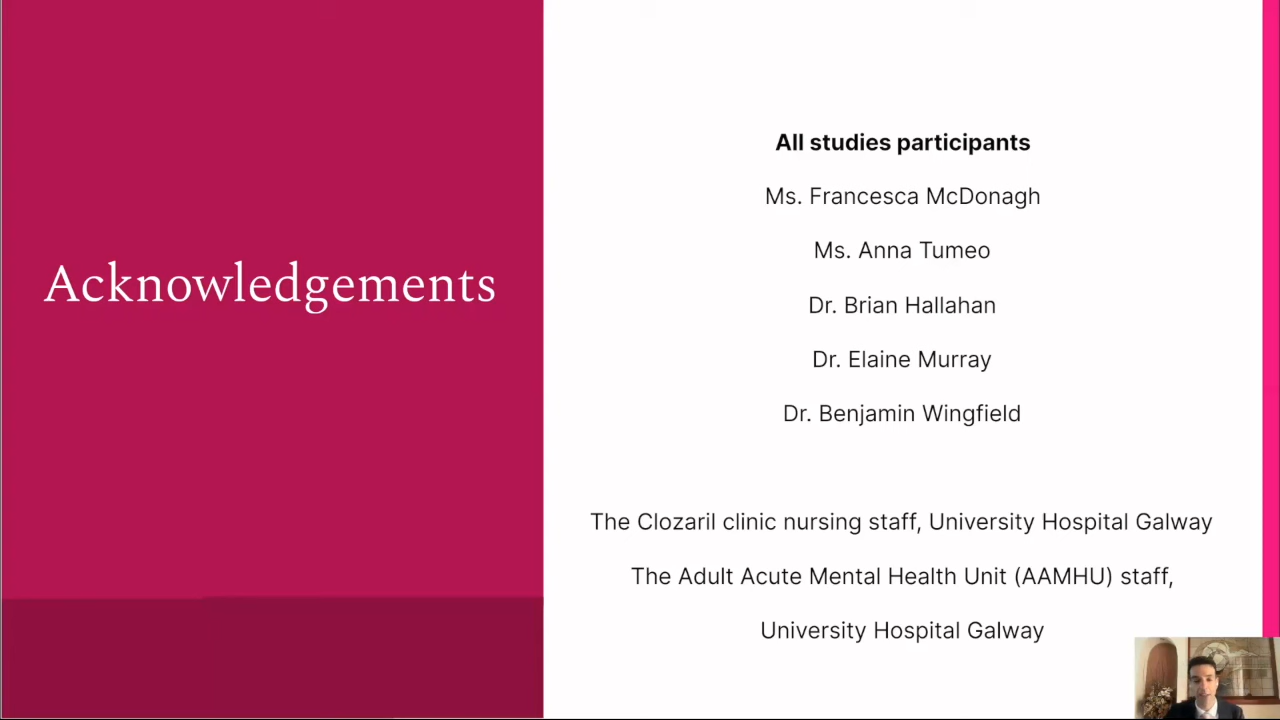 Acknowledgements
All studies participants
Ms. Francesca McDonagh
Ms. Anna Tumeo
Dr. Brian Hallahan
Dr. Elaine Murray
Dr. Benjamin Wingfield
The Clozaril clinic nursing staff, University Hospital Galway
The Adult Acute Mental Health Unit (AAMHU) staff,
University Hospital Galway